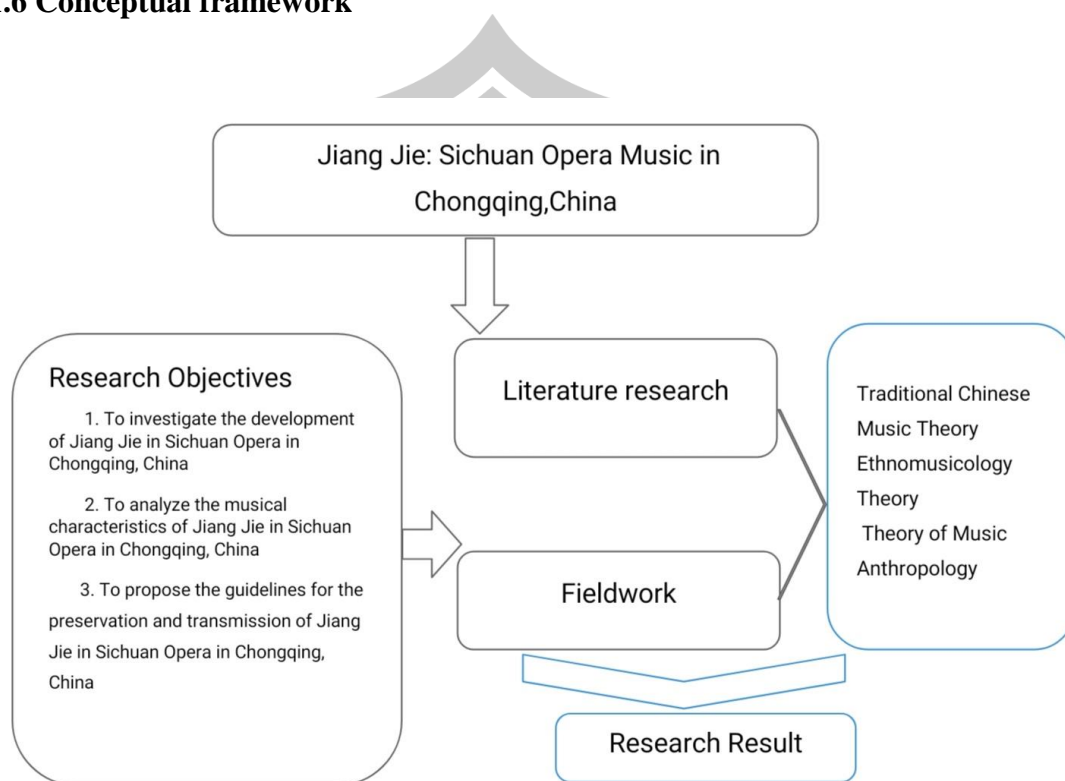 .6 Conceptual framework
Jiang Jie: Sichuan Opera Music in
Chongqing,China
Research Objectives
1. To investigate the development
of Jiang Jie in Sichuan Opera in
Chongqing, China
2. To analyze the musical
characteristics of Jiang Jie in Sichuan
Opera in Chongqing, China
3. To propose the guidelines for the
preservation and transmission of Jiang
Jie in Sichuan Opera in Chongqing,
China
Literature research
Fieldwork
Traditional Chinese
Music Theory
Ethnomusicology
Theory
Theory of Music
Anthropology
Research Result